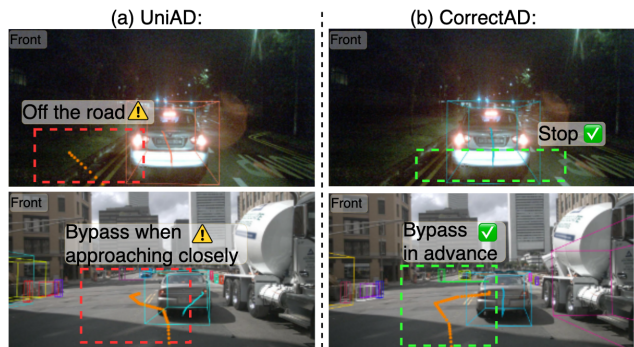 (a) UniAD:
(b) CorrectAD:
Front
Off the road
Front
Stop
Front
Bypass when
approaching closely
Front
Bypass
in advance